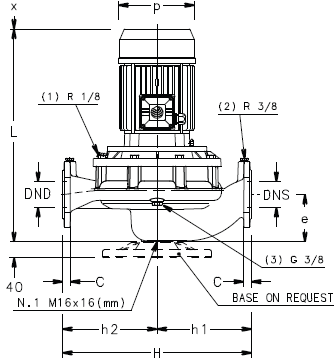 x
p
(1) R 1/8
(2) R 3/8
L
DND
DNS
e
(3) G 3/8
40
C
C
N.1 M16x16(mm)
BASE ON REQUEST
h2
h1
H